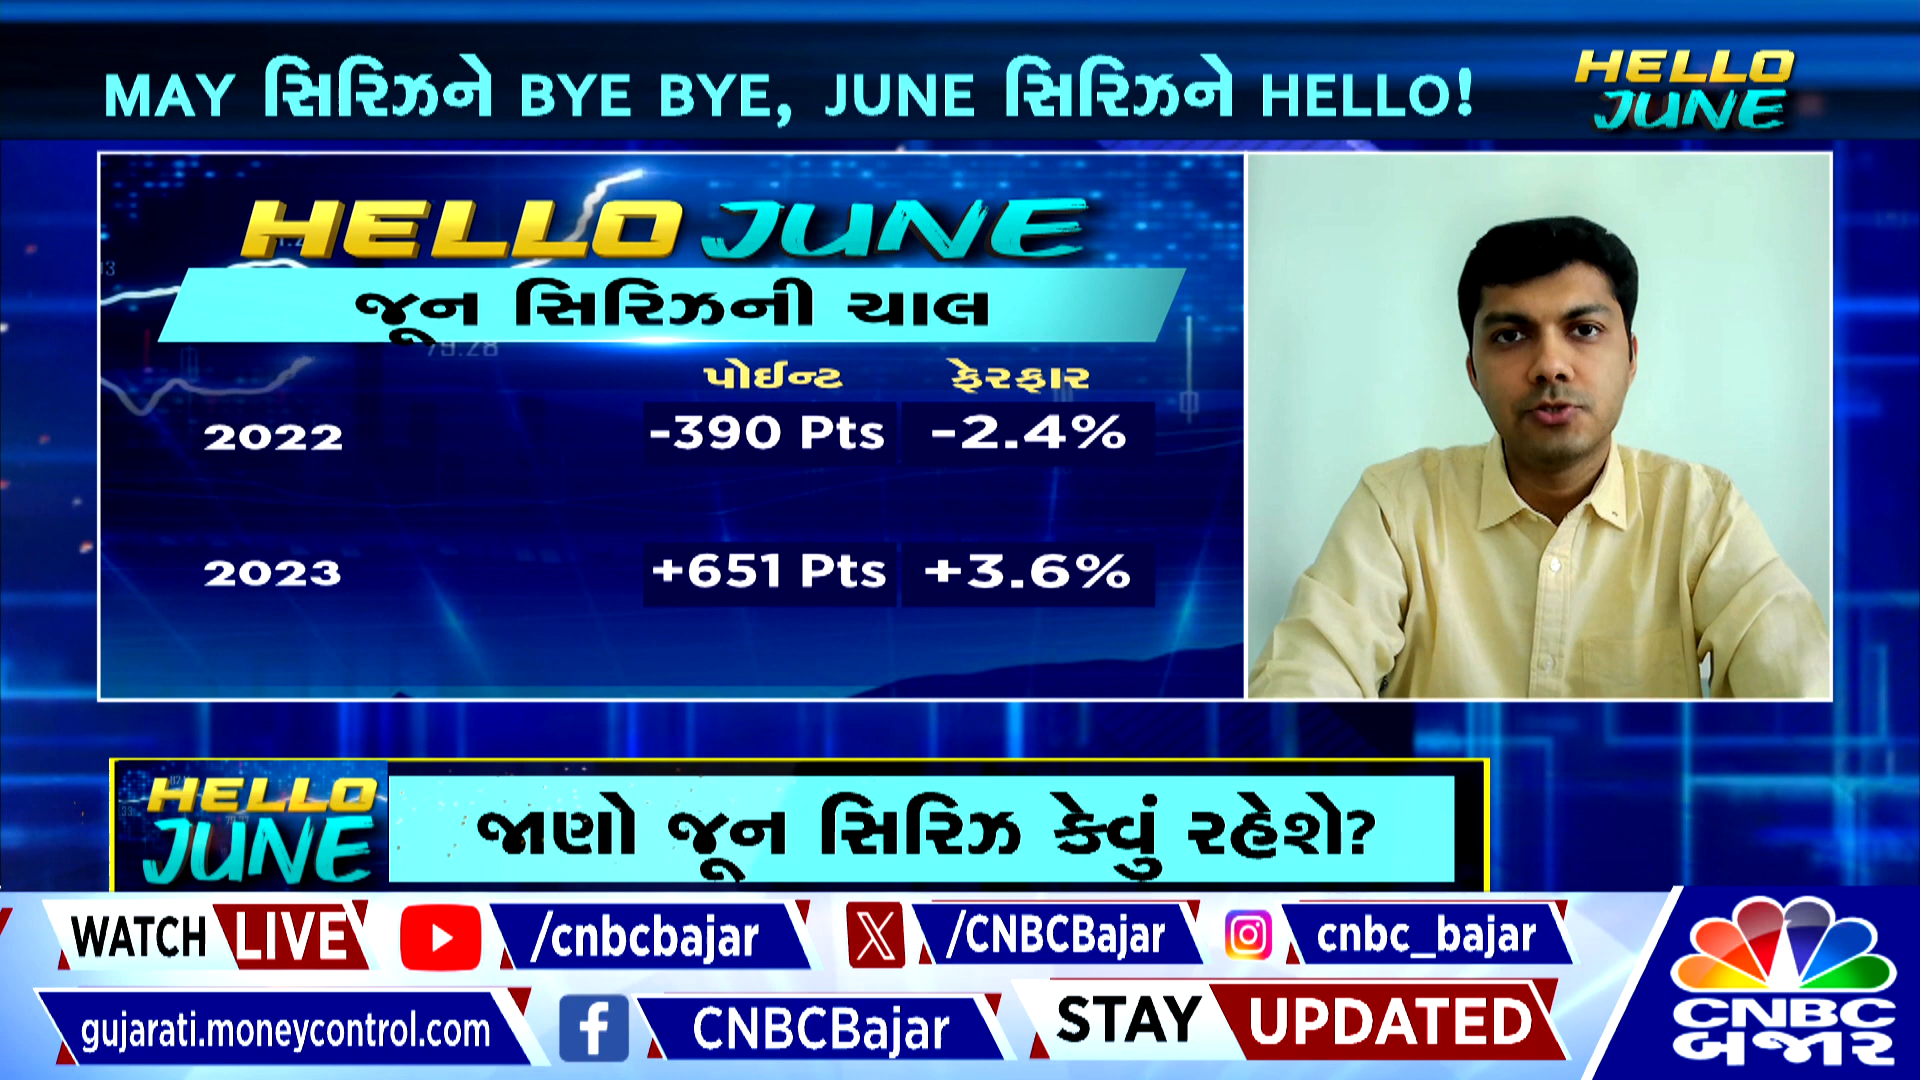 MAY સિરિઝને BYE BYE, JUNE સિરિઝને HELLO!
HELLO
JUNE
HELLO JUNE
જૂન સિરિઝની ચાલ
79.28
પોઈન્ટ ફેરફાર
2022 -390 Pts -2.4%
2023 +651 Pts +3.6%
HELLO
JUNE
જાણો જૂન સિરિઝ કેવું રહેશે?
WATCH LIVE /cnbcbajar /CNBCBajar cnbc_bajar
gujarati.moneycontrol.com CNBCBajar STAY UPDATED
CNBC
બજાર